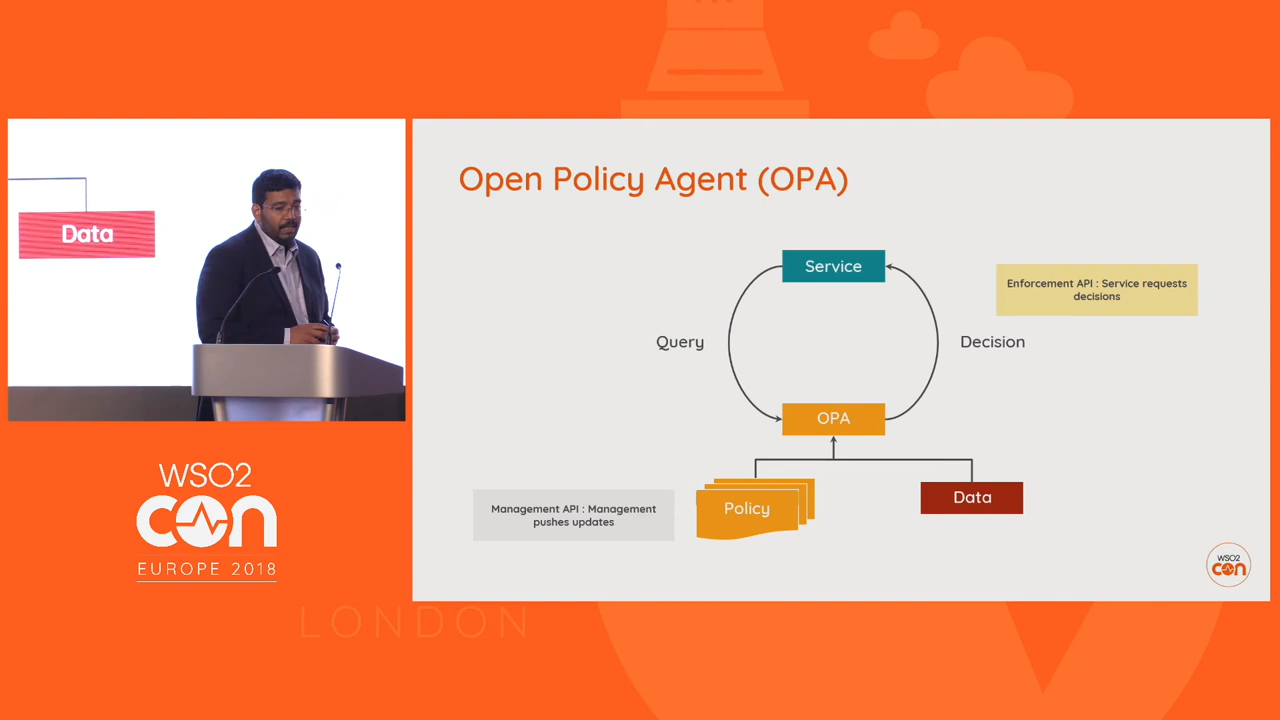 Open Policy Agent (OPA)
Data
Service
Enforcement API : Service requests
decisions
Query
Decision
OPA
Management API : Management
pushes updates
Policy
Data
WSO2
CON
EUROPE 2018
WSO2
CON
LONDON